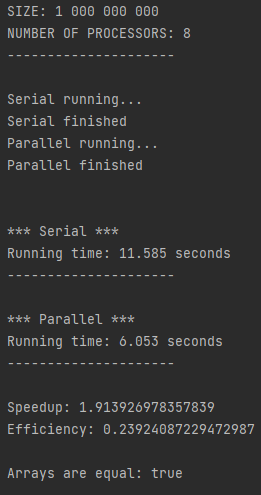 SIZE: 1 000 000 000
NUMBER OF PROCESSORS: 8
---------------------
Serial running...
Serial finished
Parallel running...
Parallel finished
*** Serial ***
Running time: 11.585 seconds
---------------------
*** Parallel ***
Running time: 6.053 seconds
---------------------
Speedup: 1.913926978357839
Efficiency: 0.23924087229472987
Arrays are equal: true